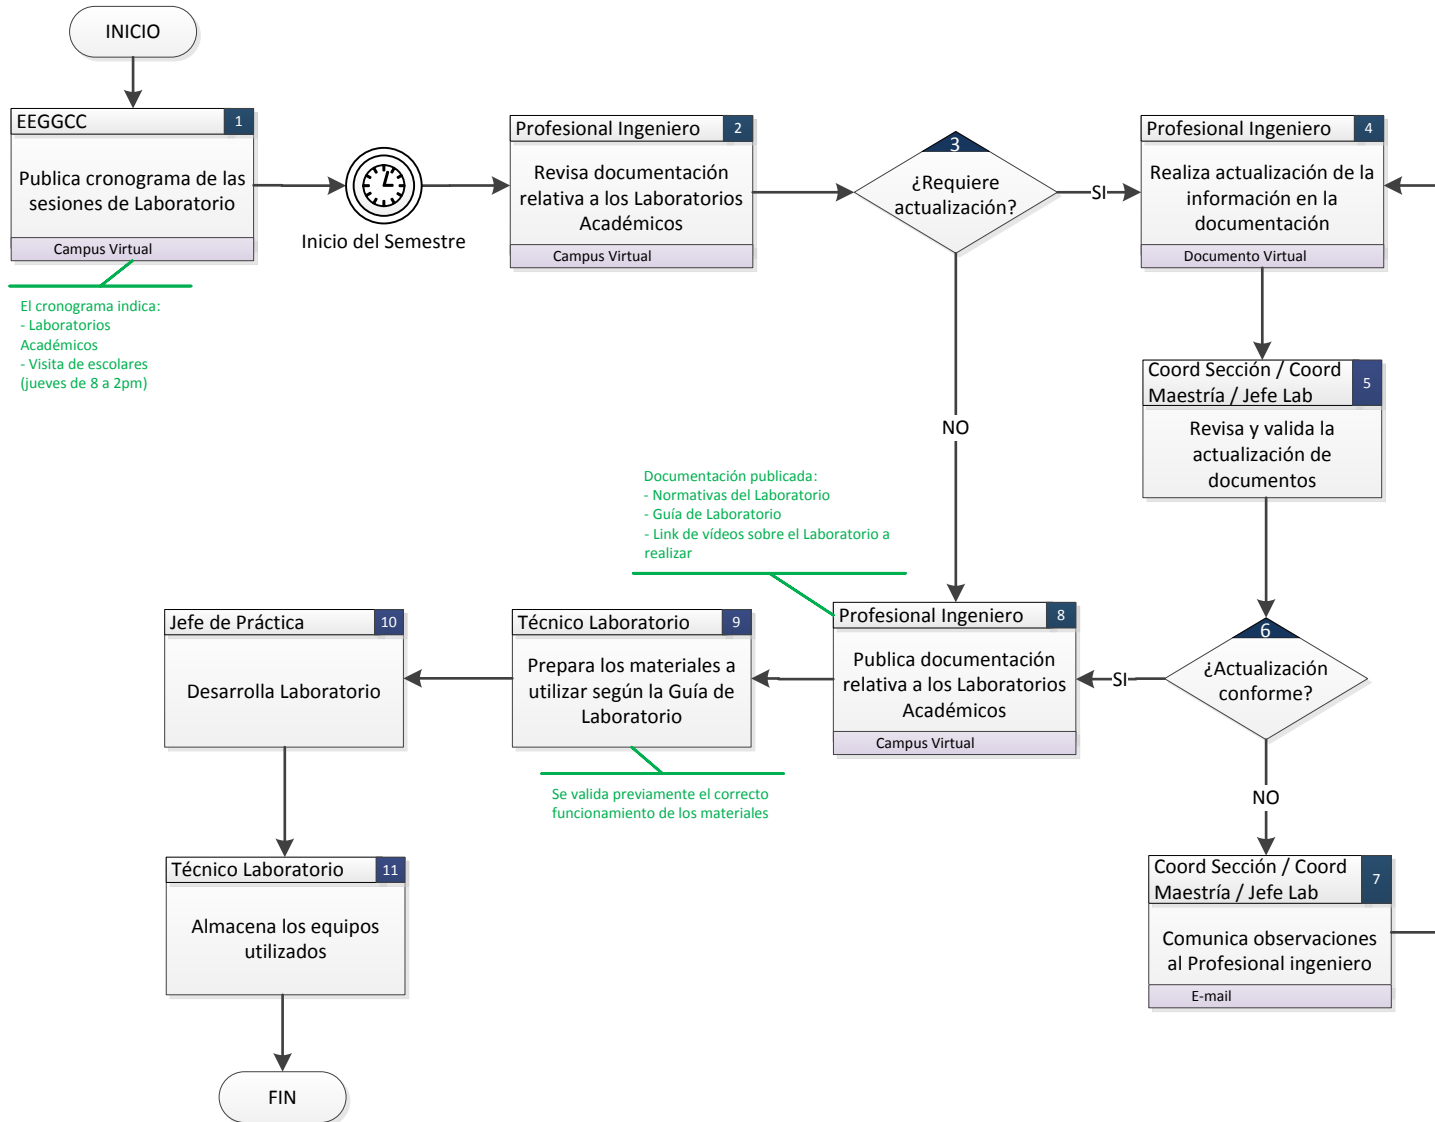 INICIO
EEGGCC
1
Publica cronograma de las
sesiones de Laboratorio
Campus Virtual
El cronograma indica:
- Laboratorios
Académicos
- Visita de escolares
(jueves de 8 a 2pm)
Inicio del Semestre
Profesional Ingeniero
2
Revisa documentación
relativa a los Laboratorios
Académicos
Campus Virtual
3
¿Requiere
actualización?
SI
NO
Profesional Ingeniero
4
Realiza actualización de la
información en la
documentación
Documento Virtual
Coord Sección / Coord
Maestría / Jefe Lab
5
Revisa y valida la
actualización de
documentos
6
¿Actualización
conforme?
SI
NO
Coord Sección / Coord
Maestría / Jefe Lab
7
Comunica observaciones
al Profesional ingeniero
E-mail
Documentación publicada:
- Normativas del Laboratorio
- Guía de Laboratorio
- Link de vídeos sobre el Laboratorio a
realizar
Profesional Ingeniero
8
Publica documentación
relativa a los Laboratorios
Académicos
Campus Virtual
Técnico Laboratorio
9
Prepara los materiales a
utilizar según la Guía de
Laboratorio
Se valida previamente el correcto
funcionamiento de los materiales
Jefe de Práctica
10
Desarrolla Laboratorio
Técnico Laboratorio
11
Almacena los equipos
utilizados
FIN